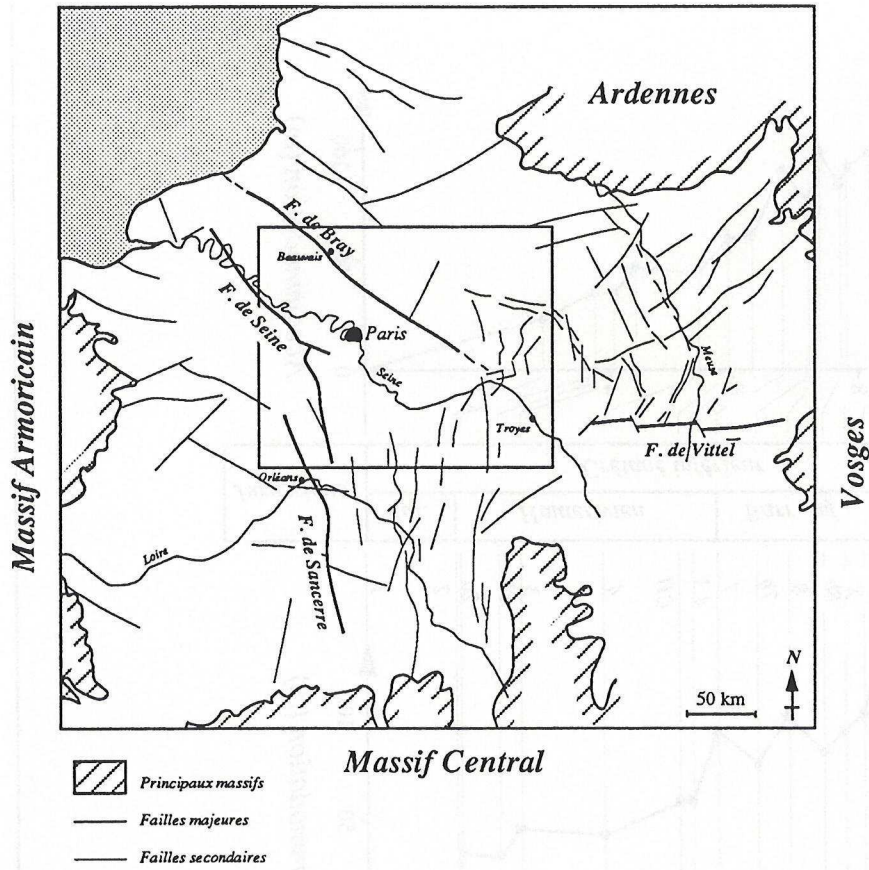 Ardennes
F. de Bray
Beauvais
F. de Seine
Paris
Seine
Meuse
Troyes
F. de Vittel
Orléans
Loire
F. de Sancerre
Massif Armoricain
Vosges
N
50 km
Massif Central
Principaux massifs
Failles majeures
Failles secondaires